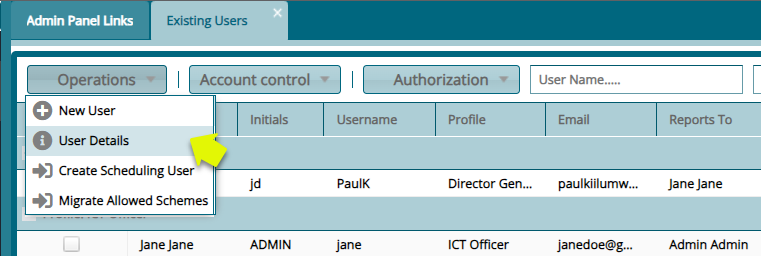 Admin Panel Links Existing Users
Operations Account control Authorization User Name.....
New User Initials Username Profile Email Reports To
User Details
Create Scheduling User jd PaulK Director Gen... paulkiilumw... Jane Jane
Migrate Allowed Schemes
Jane Jane ADMIN jane ICT Officer janedoe@g... Admin Admin